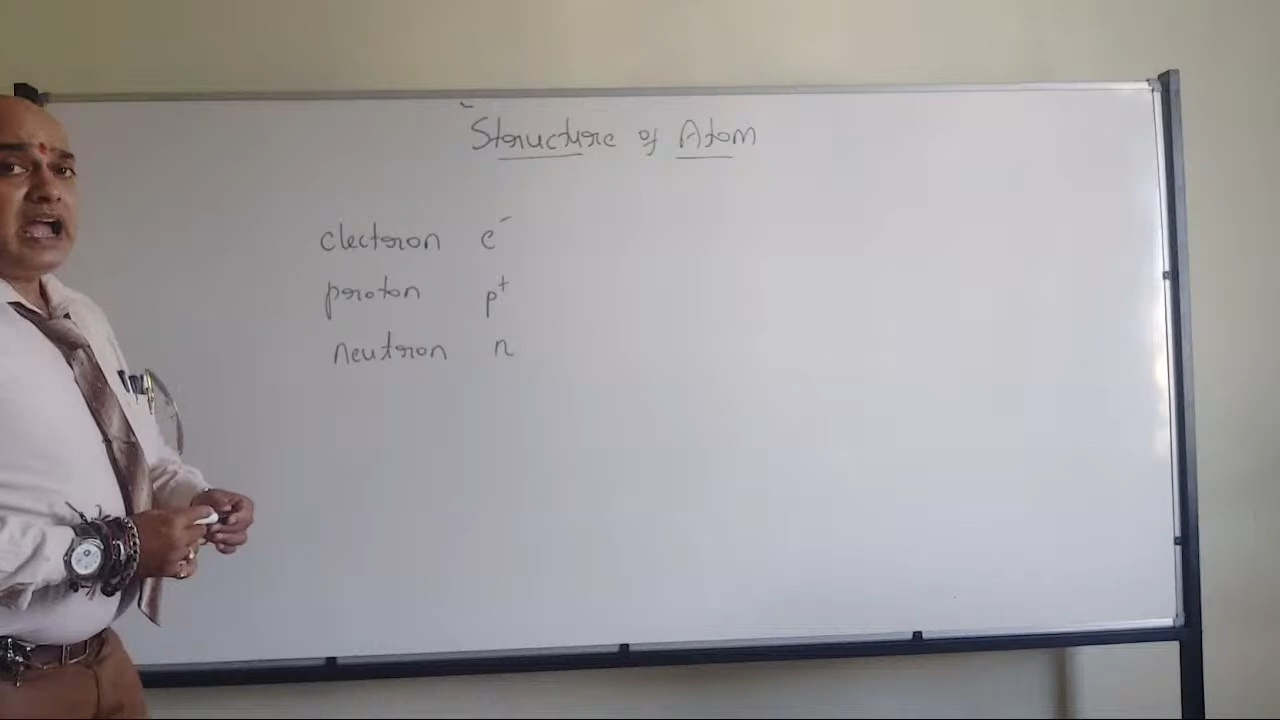 Structure of Atom
electron e⁻
proton p⁺
neutron n